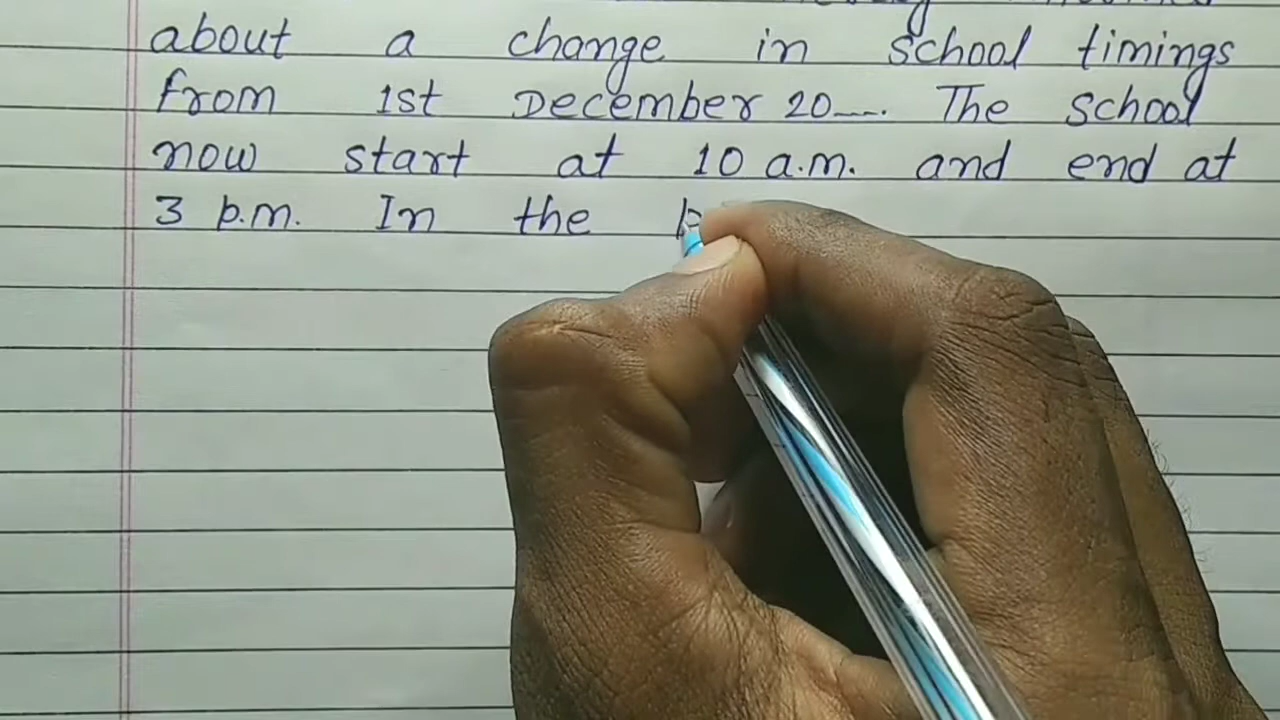 about a change in school timings
from 1st December 20__. The school
now start at 10 a.m. and end at
3 p.m. In the